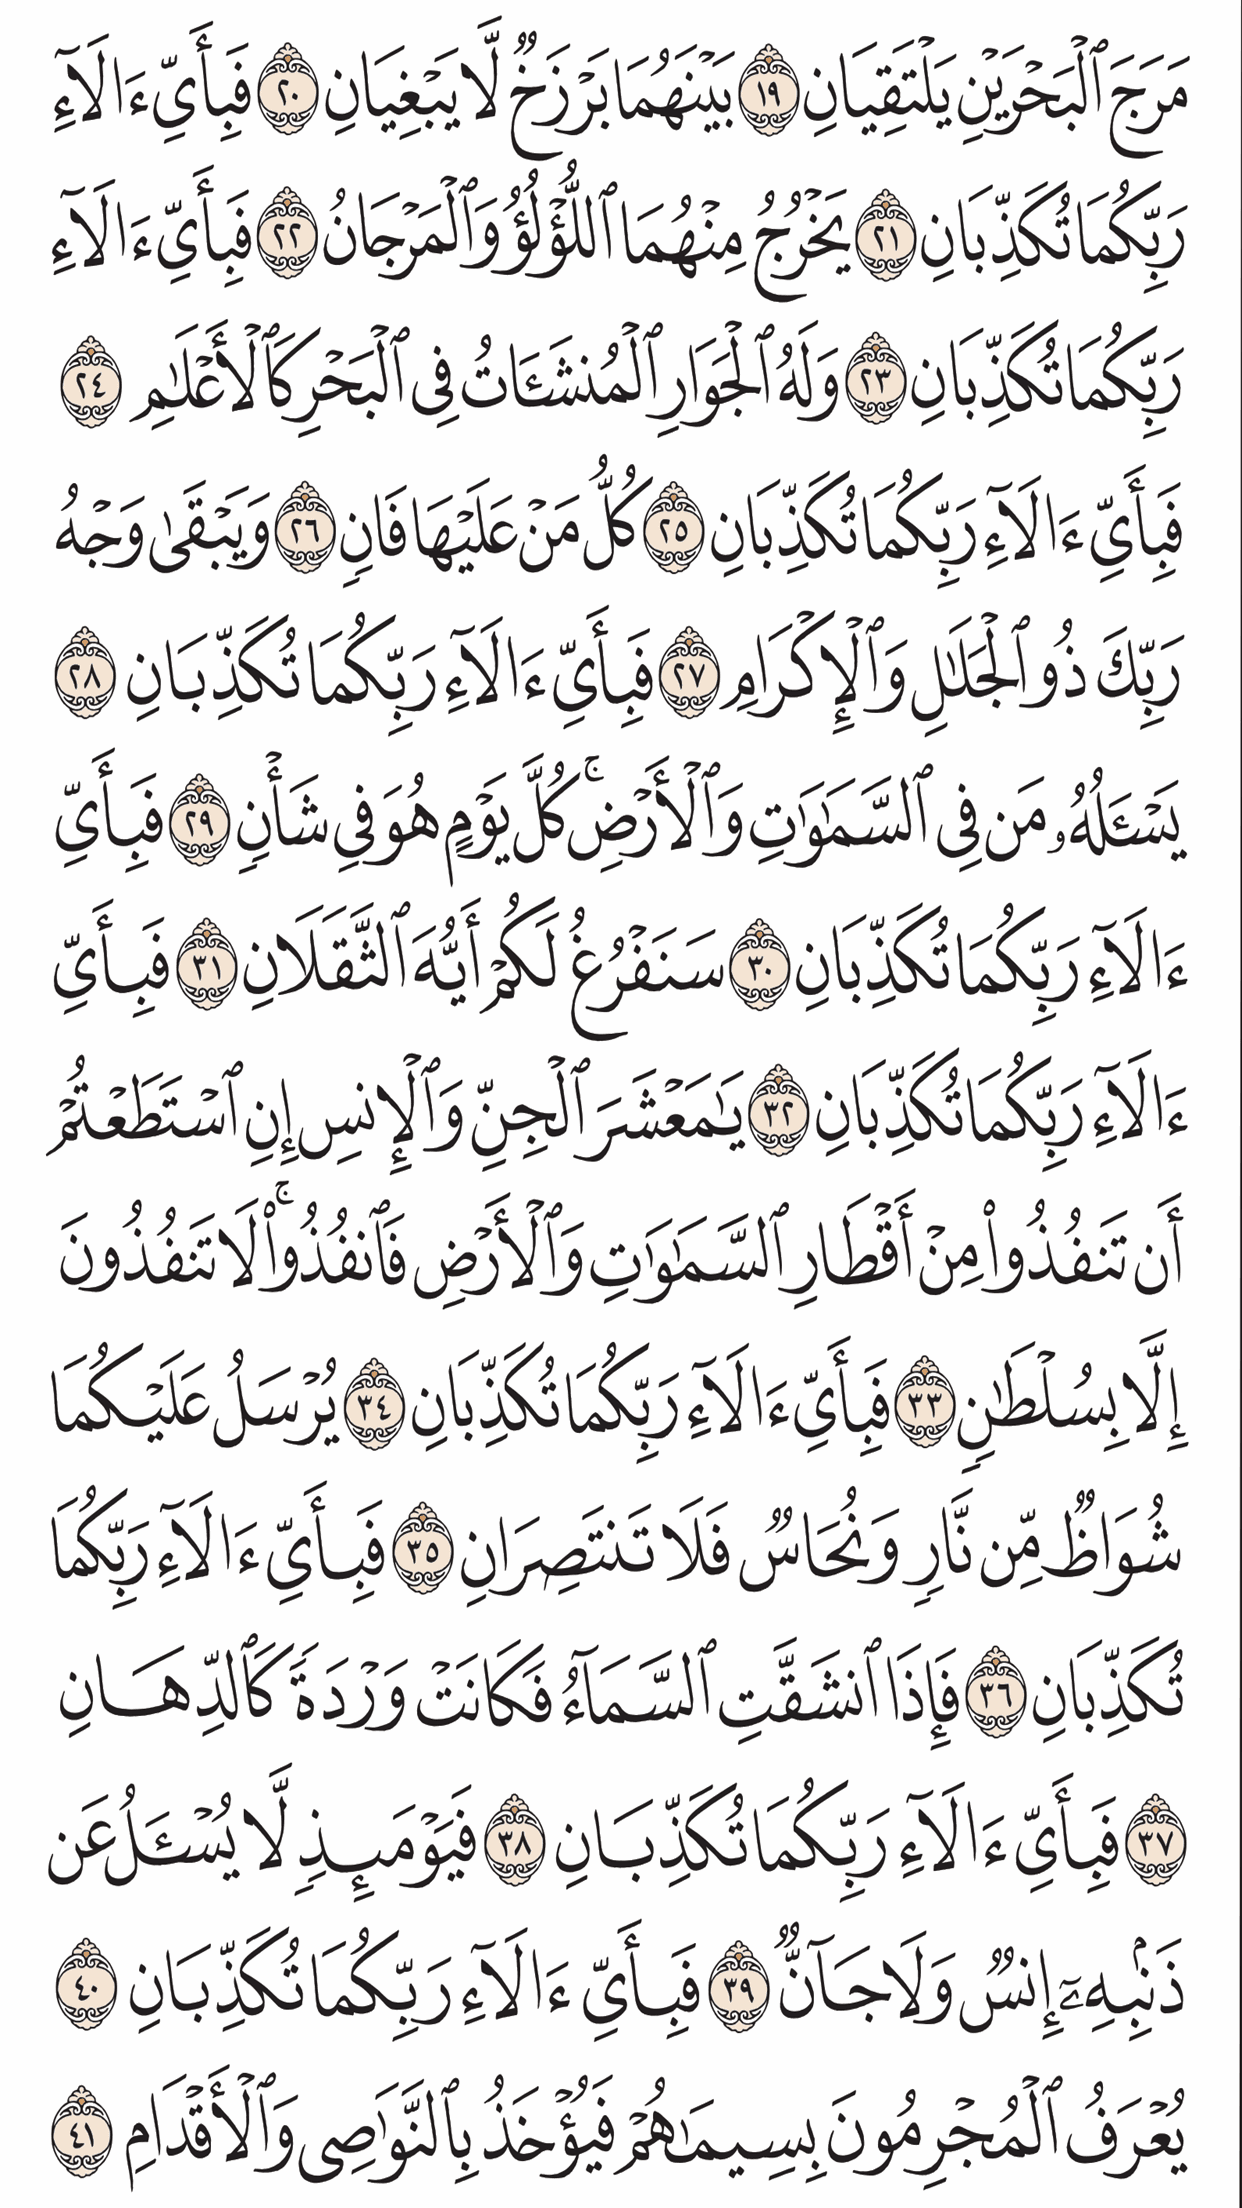 مَرَجَ ٱلْبَحْرَيْنِ يَلْتَقِيَانِ ١٩ بَيْنَهُمَا بَرْزَخٌ لَّا يَبْغِيَانِ ٢٠ فَبِأَيِّ ءَالَآءِ
رَبِّكُمَا تُكَذِّبَانِ ٢١ يَخْرُجُ مِنْهُمَا ٱللُّؤْلُؤُ وَٱلْمَرْجَانُ ٢٢ فَبِأَيِّ ءَالَآءِ
رَبِّكُمَا تُكَذِّبَانِ ٢٣ وَلَهُ ٱلْجَوَارِ ٱلْمُنشَـَٔاتُ فِى ٱلْبَحْرِ كَٱلْأَعْلَـٰمِ ٢٤
فَبِأَيِّ ءَالَآءِ رَبِّكُمَا تُكَذِّبَانِ ٢٥ كُلُّ مَنْ عَلَيْهَا فَانٍ ٢٦ وَيَبْقَىٰ وَجْهُ
رَبِّكَ ذُو ٱلْجَلَـٰلِ وَٱلْإِكْرَامِ ٢٧ فَبِأَيِّ ءَالَآءِ رَبِّكُمَا تُكَذِّبَانِ ٢٨
يَسْـَٔلُهُۥ مَن فِى ٱلسَّمَـٰوَٰتِ وَٱلْأَرْضِ ۚ كُلَّ يَوْمٍ هُوَ فِى شَأْنٍ ٢٩ فَبِأَيِّ
ءَالَآءِ رَبِّكُمَا تُكَذِّبَانِ ٣٠ سَنَفْرُغُ لَكُمْ أَيُّهَ ٱلثَّقَلَانِ ٣١ فَبِأَيِّ
ءَالَآءِ رَبِّكُمَا تُكَذِّبَانِ ٣٢ يَـٰمَعْشَرَ ٱلْجِنِّ وَٱلْإِنسِ إِنِ ٱسْتَطَعْتُمْ
أَن تَنفُذُوا۟ مِنْ أَقْطَارِ ٱلسَّمَـٰوَٰتِ وَٱلْأَرْضِ فَٱنفُذُوا۟ ۚ لَا تَنفُذُونَ
إِلَّا بِسُلْطَـٰنٍ ٣٣ فَبِأَيِّ ءَالَآءِ رَبِّكُمَا تُكَذِّبَانِ ٣٤ يُرْسَلُ عَلَيْكُمَا
شُوَاظٌ مِّن نَّارٍ وَنُحَاسٌ فَلَا تَنتَصِرَانِ ٣٥ فَبِأَيِّ ءَالَآءِ رَبِّكُمَا
تُكَذِّبَانِ ٣٦ فَإِذَا ٱنشَقَّتِ ٱلسَّمَآءُ فَكَانَتْ وَرْدَةً كَٱلدِّهَانِ
٣٧ فَبِأَيِّ ءَالَآءِ رَبِّكُمَا تُكَذِّبَانِ ٣٨ فَيَوْمَئِذٍ لَّا يُسْـَٔلُ عَن
ذَنۢبِهِۦٓ إِنسٌ وَلَا جَآنٌّ ٣٩ فَبِأَيِّ ءَالَآءِ رَبِّكُمَا تُكَذِّبَانِ ٤٠
يُعْرَفُ ٱلْمُجْرِمُونَ بِسِيمَـٰهُمْ فَيُؤْخَذُ بِٱلنَّوَٰصِى وَٱلْأَقْدَامِ ٤١